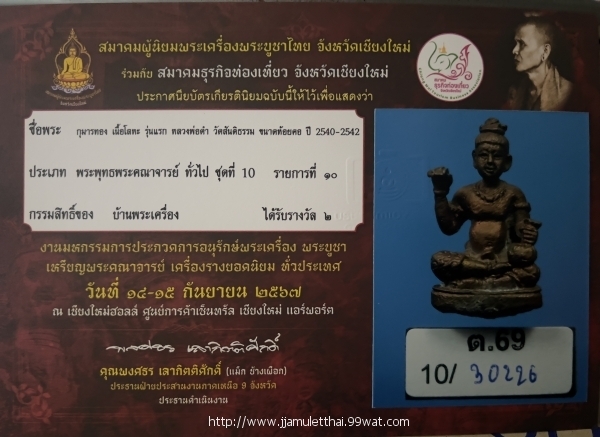 สมาคมผู้นิยมพระเครื่องพระบูชาไทย จังหวัดเชียงใหม่
ร่วมกับ สมาคมธุรกิจท่องเที่ยว จังหวัดเชียงใหม่
ประกาศนียบัตรเกียรตินิยมฉบับนี้ให้ไว้เพื่อแสดงว่า
ชื่อพระ กุมารทอง เนื้อโลหะ รุ่นแรก หลวงพ่อดำ วัดสันติธรรม ขนาดห้อยคอ ปี 2540-2542
ประเภท พระพุทธพระคณาจารย์ ทั่วไป ชุดที่ 10 รายการที่ ๑๐
กรรมสิทธิ์ของ บ้านพระเครื่อง ได้รับรางวัล ๒
งานมหกรรมการประกวดการอนุรักษ์พระเครื่อง พระบูชา
เหรียญพระคณาจารย์ เครื่องรางยอดนิยม ทั่วประเทศ
วันที่ ๑๔-๑๕ กันยายน ๒๕๖๗
ณ เชียงใหม่ฮอลล์ ศูนย์การค้าเซ็นทรัล เชียงใหม่ แอร์พอร์ต
คุณพงศธร เลากิตติศักดิ์ (แม็ก ช้างเผือก)
ประธานฝ่ายประสานงานภาคเหนือ 9 จังหวัด
ประธานดำเนินงาน
ต.69
10/ 30226
http://www.jjamuletthai.99wat.com